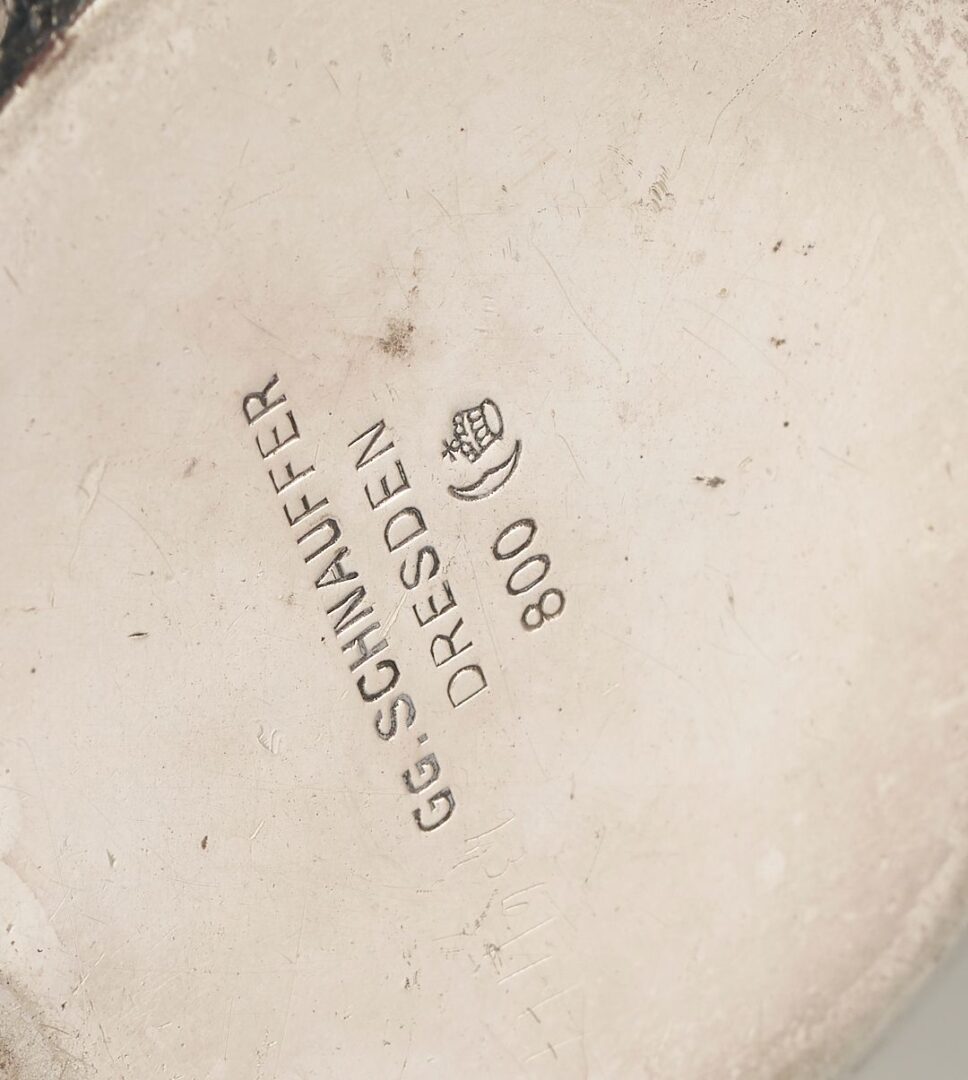 GG. SCHNAUFFER
DRESDEN
800